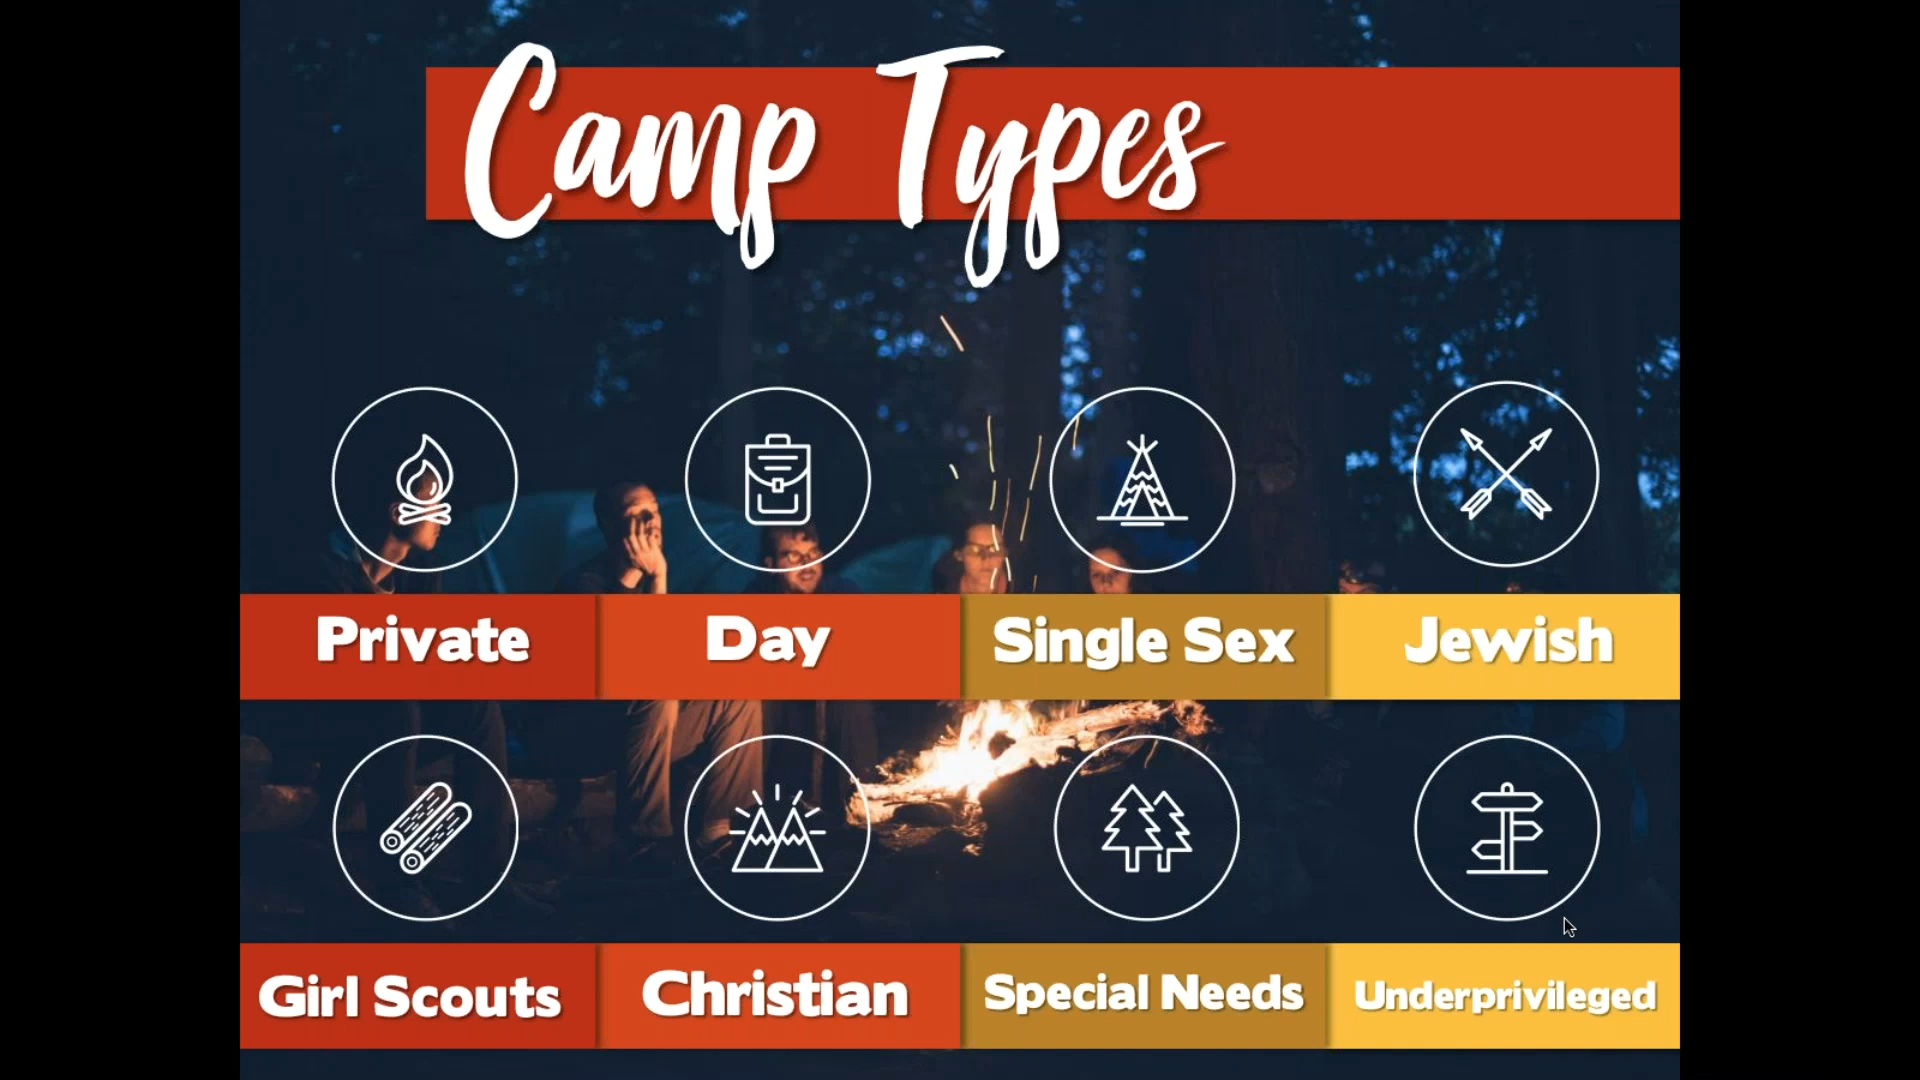 Camp Types
Private
Day
Single Sex
Jewish
Girl Scouts
Christian
Special Needs
Underprivileged